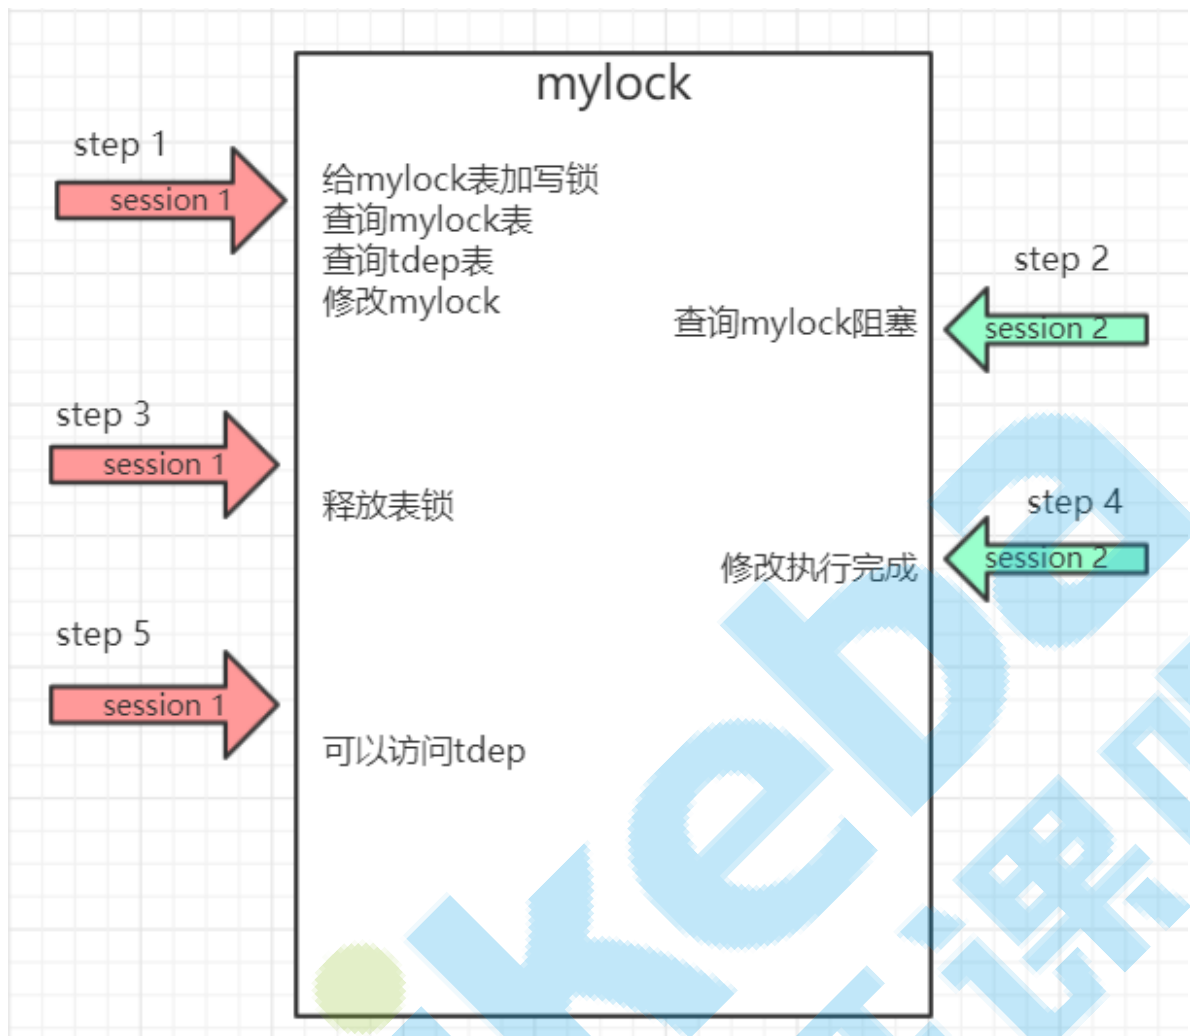 mylock
step 1
session 1
给mylock表加写锁
查询mylock表
查询tdep表
修改mylock
step 2
session 2
查询mylock阻塞
step 3
session 1
释放表锁
step 4
session 2
修改执行完成
step 5
session 1
可以访问tdep